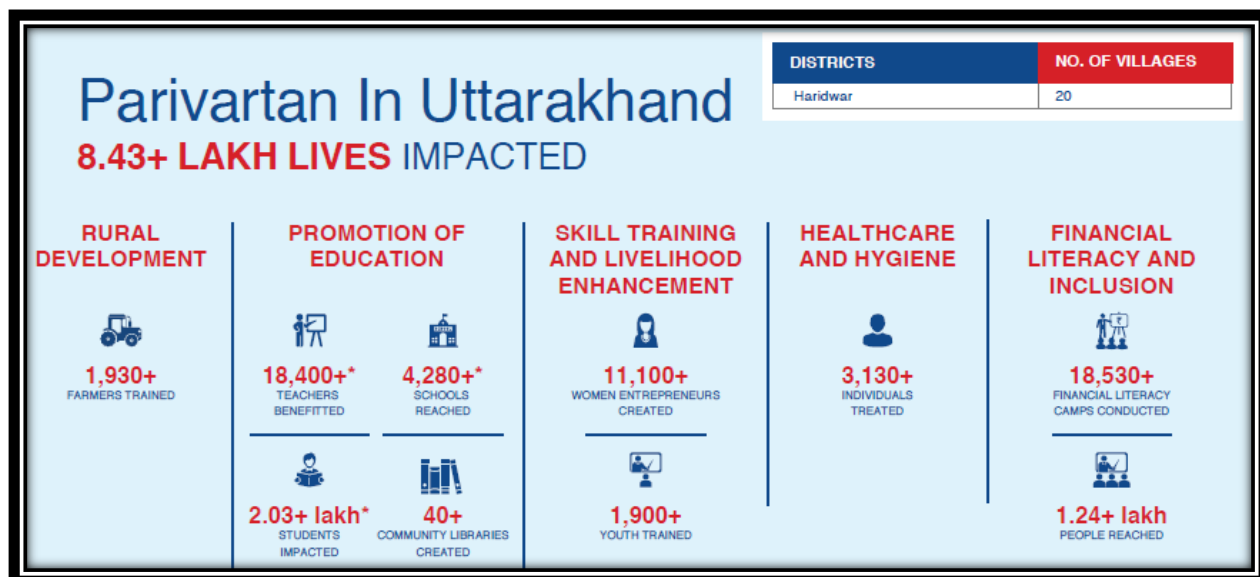 Parivartan In Uttarakhand
8.43+ LAKH LIVES IMPACTED
DISTRICTS NO. OF VILLAGES
Haridwar 20
RURAL
DEVELOPMENT
1,930+
FARMERS TRAINED
PROMOTION OF
EDUCATION
18,400+*
TEACHERS
BENEFITTED
4,280+*
SCHOOLS
REACHED
2.03+ lakh*
STUDENTS
IMPACTED
40+
COMMUNITY LIBRARIES
CREATED
SKILL TRAINING
AND LIVELIHOOD
ENHANCEMENT
11,100+
WOMEN ENTREPRENEURS
CREATED
1,900+
YOUTH TRAINED
HEALTHCARE
AND HYGIENE
3,130+
INDIVIDUALS
TREATED
FINANCIAL
LITERACY AND
INCLUSION
18,530+
FINANCIAL LITERACY
CAMPS CONDUCTED
1.24+ lakh
PEOPLE REACHED